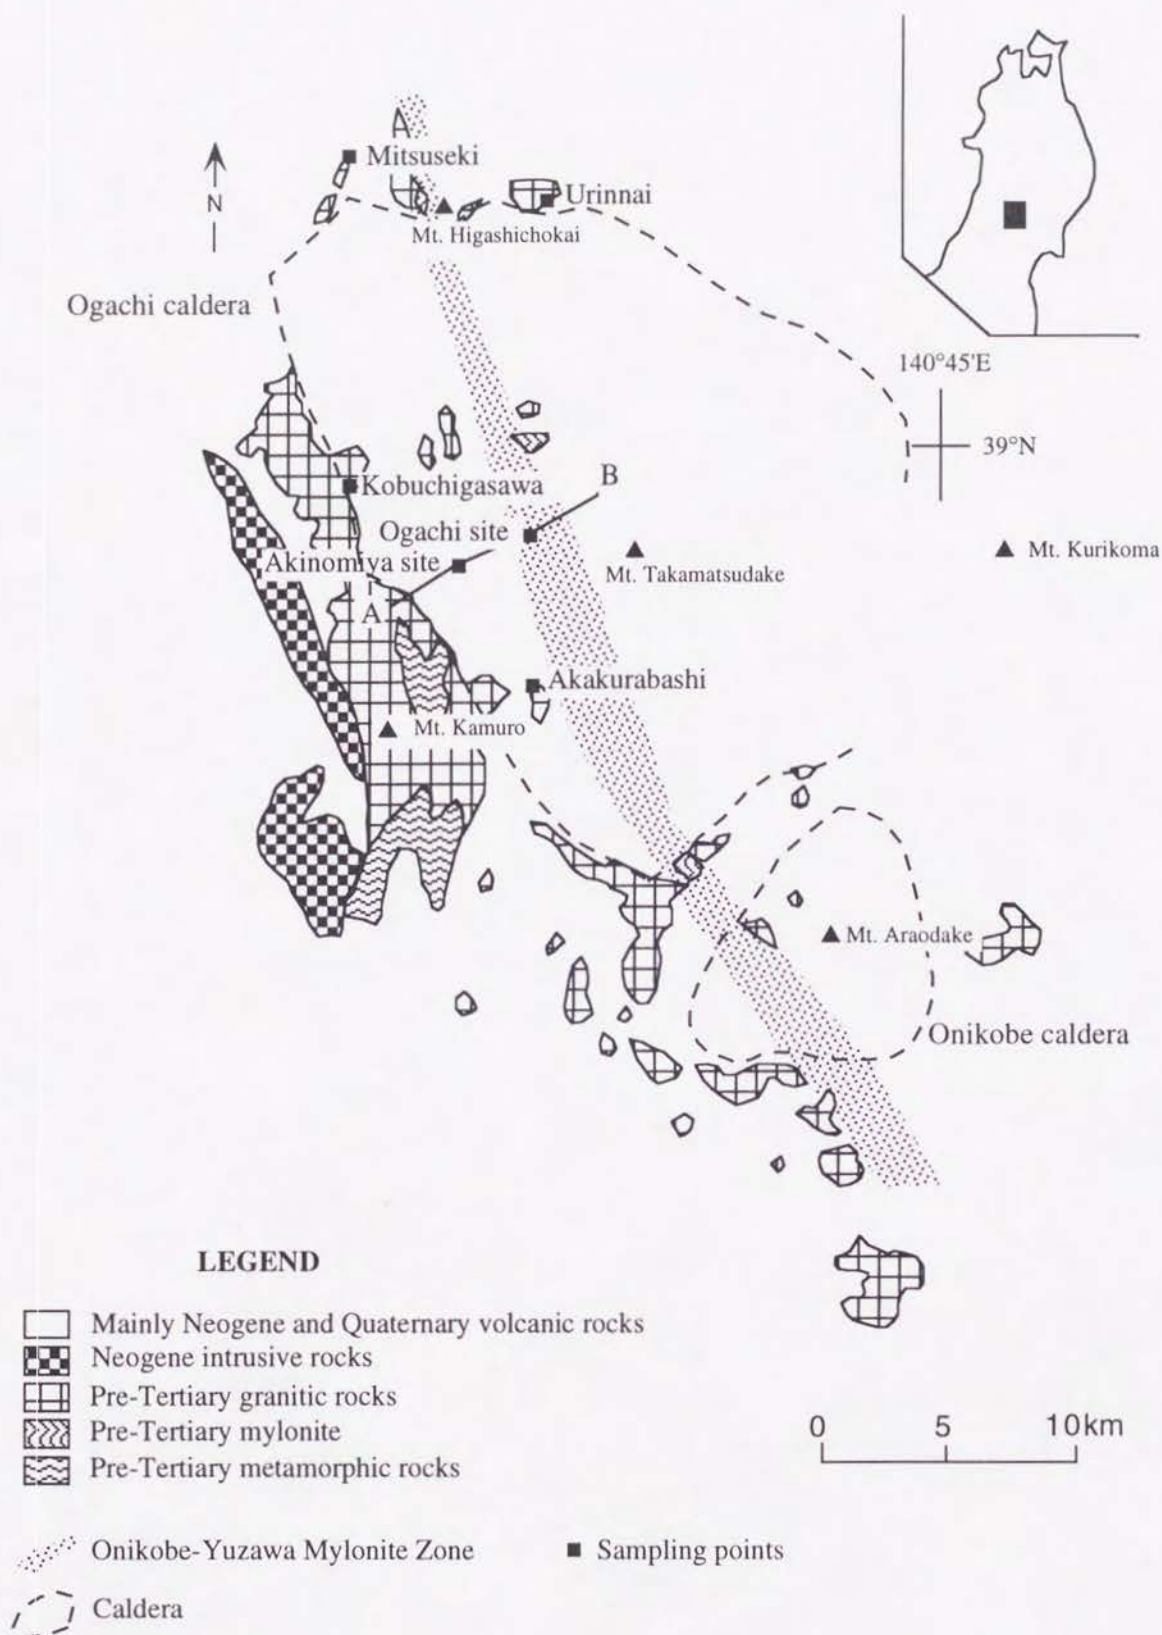 Mitsuseki
Urinnai
N
Mt. Higashichokai
Ogachi caldera
140°45'E
39°N
Kobuchigasawa
B
Ogachi site
Akinomiya site
Mt. Takamatsudake
Mt. Kurikoma
A
Akakurabashi
Mt. Kamuro
Mt. Araodake
Onikobe caldera
LEGEND
Mainly Neogene and Quaternary volcanic rocks
Neogene intrusive rocks
Pre-Tertiary granitic rocks
Pre-Tertiary mylonite
Pre-Tertiary metamorphic rocks
0 5 10km
Onikobe-Yuzawa Mylonite Zone
Sampling points
Caldera